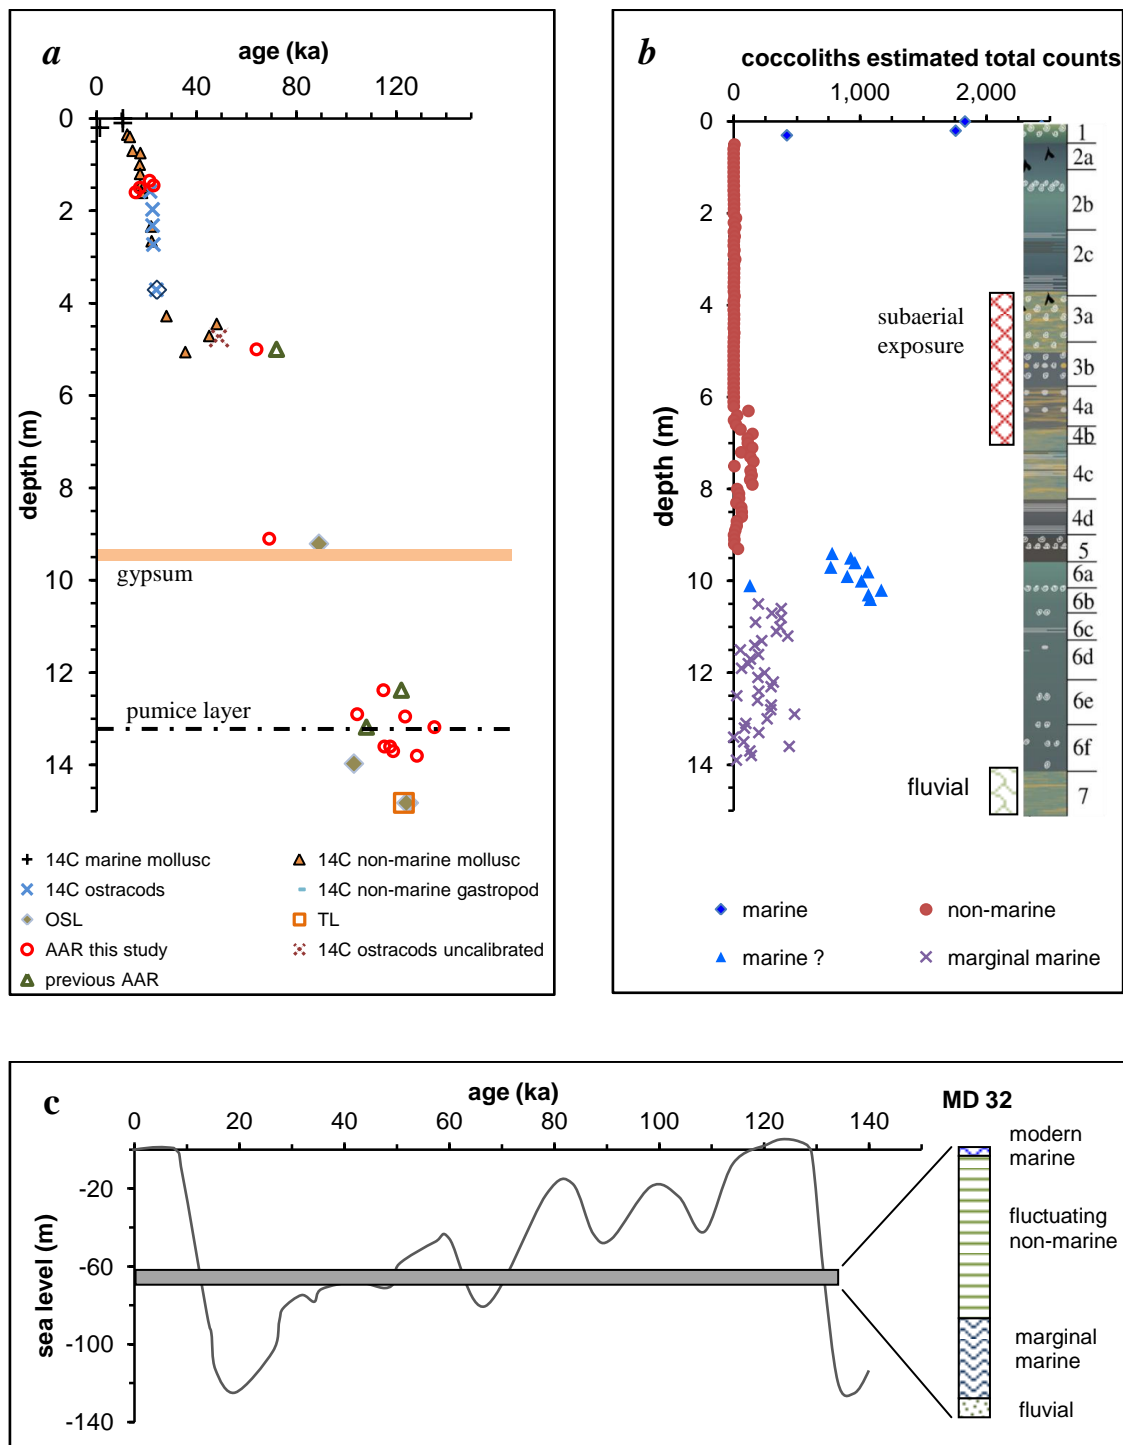 a
age (ka)
0 40 80 120
0
2
4
6
8
10
12
14
depth (m)
gypsum
pumice layer
14C marine mollusc
14C non-marine mollusc
14C ostracods
14C non-marine gastropod
OSL
TL
AAR this study
14C ostracods uncalibrated
previous AAR
b
coccoliths estimated total counts
0 1,000 2,000
0
2
4
6
8
10
12
14
depth (m)
subaerial
exposure
fluvial
1
2a
2b
2c
3a
3b
4a
4b
4c
4d
5
6a
6b
6c
6d
6e
6f
7
marine
non-marine
marine ?
marginal marine
c
age (ka)
0 20 40 60 80 100 120 140
-20
-60
-100
-140
sea level (m)
MD 32
modern
marine
fluctuating
non-marine
marginal
marine
fluvial